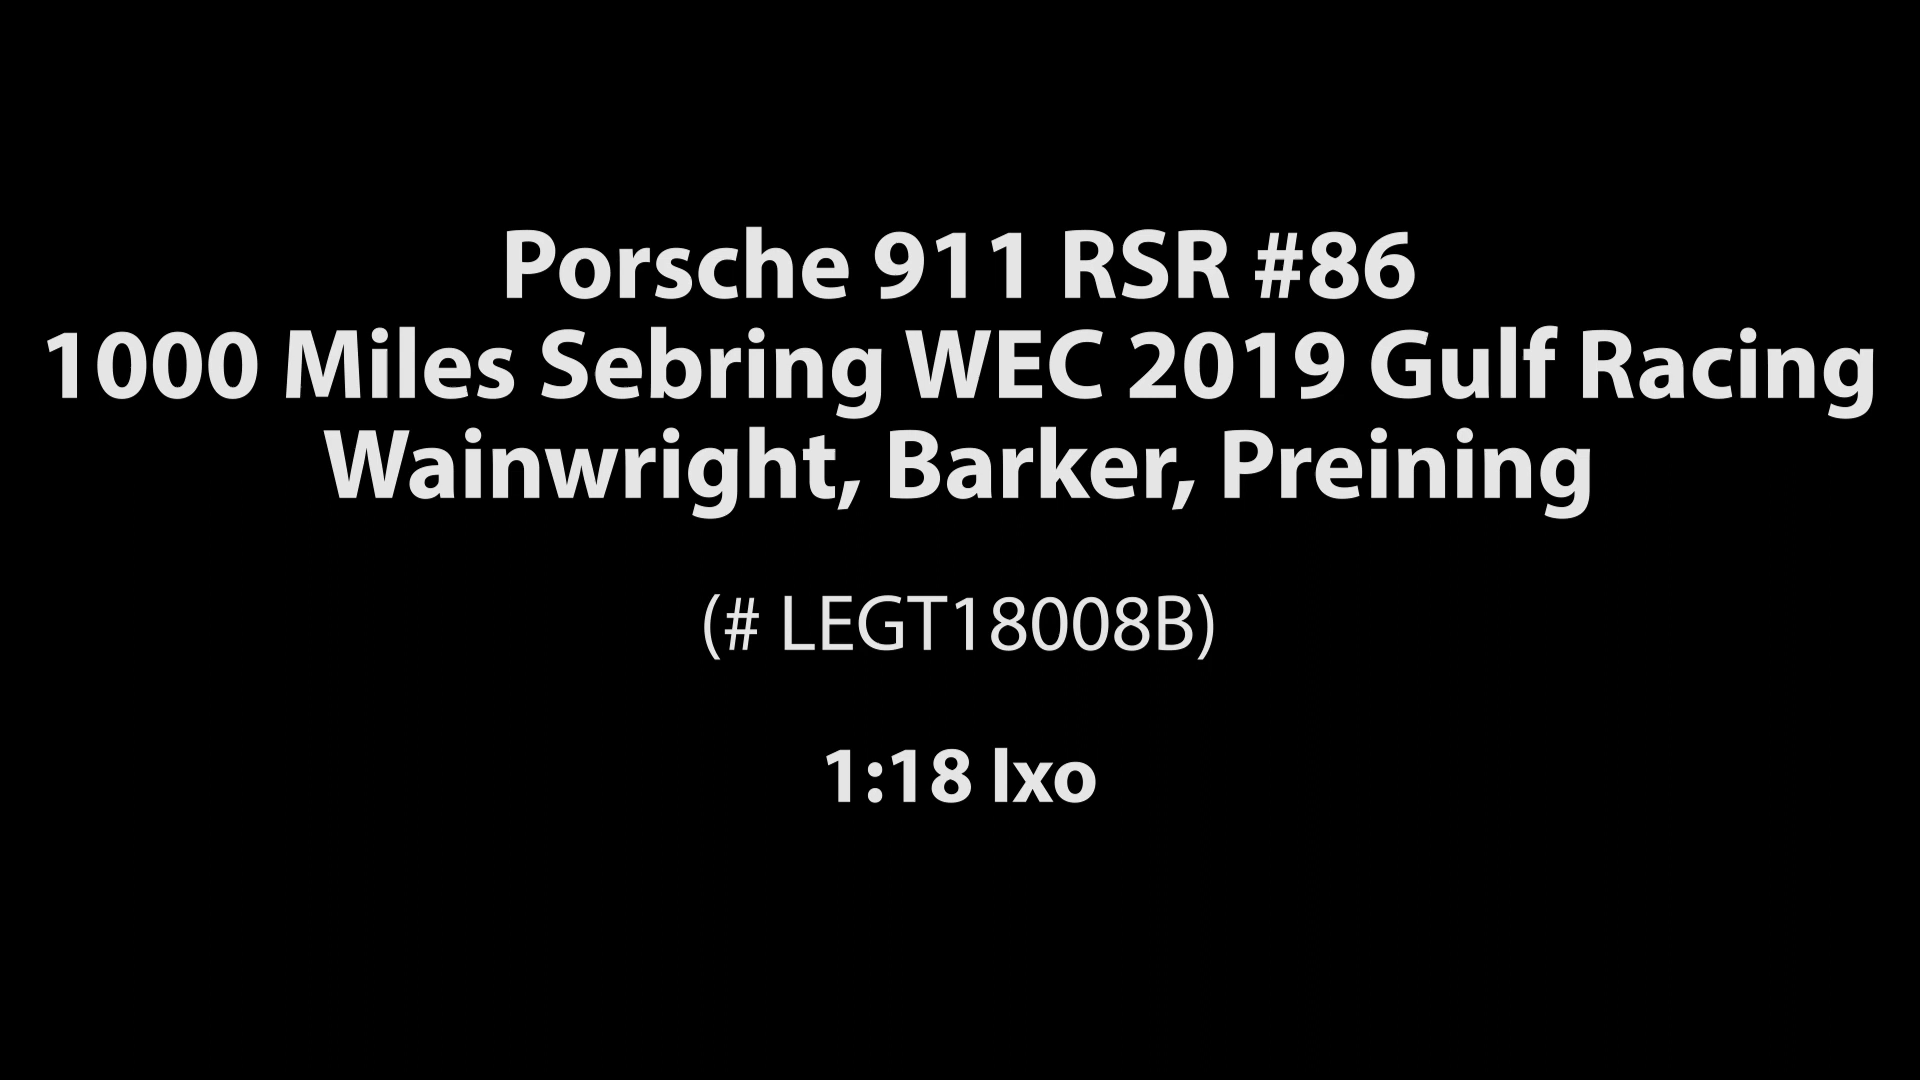 Porsche 911 RSR #86
1000 Miles Sebring WEC 2019 Gulf Racing
Wainwright, Barker, Preining
(# LEGT18008B)
1:18 Ixo